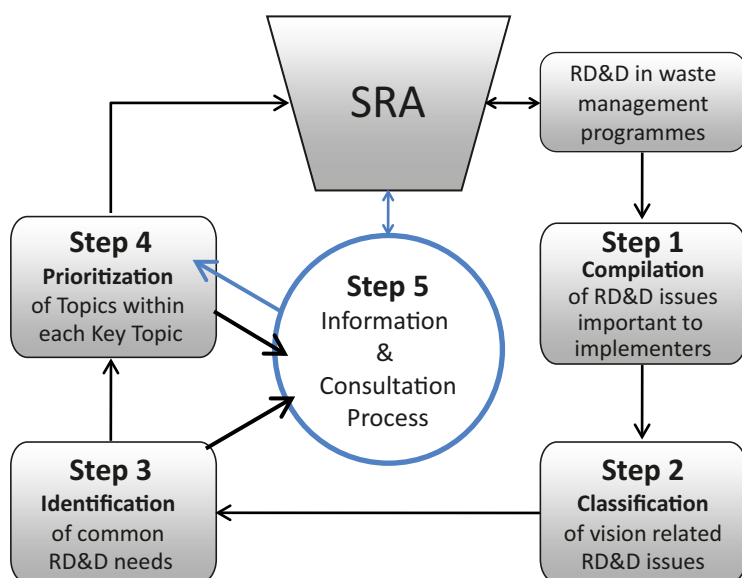 SRA
RD&D in waste
management
programmes
Step 1
Compilation
of RD&D issues
important to
implementers
Step 2
Classification
of vision related
RD&D issues
Step 3
Identification
of common
RD&D needs
Step 4
Prioritization
of Topics within
each Key Topic
Step 5
Information
&
Consultation
Process